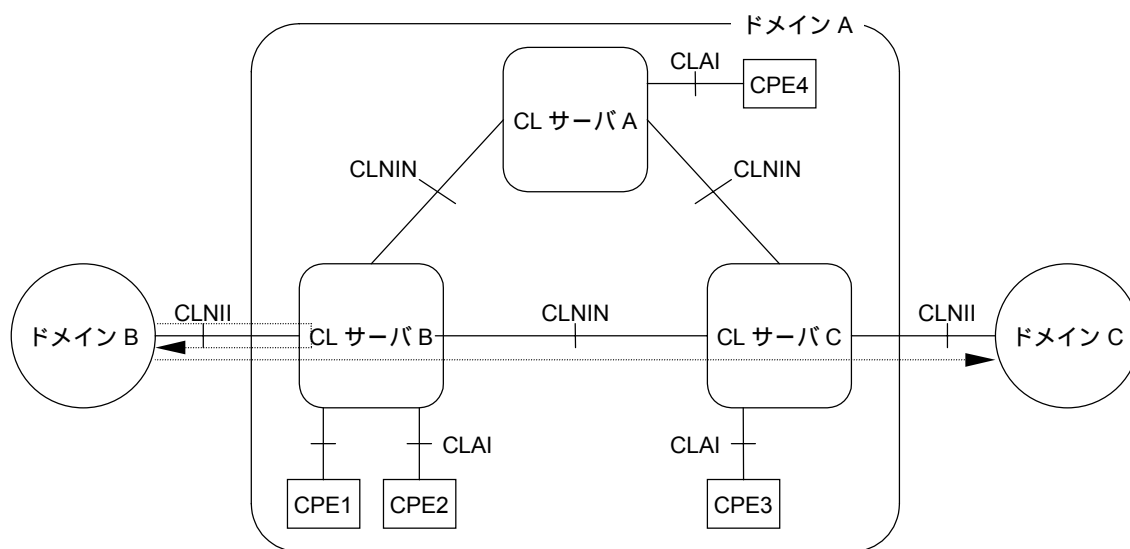 ドメイン A
CLAI
CPE4
CL サーバ A
CLNIN
CLNIN
ドメイン B
CLNII
CL サーバ B
CLNIN
CL サーバ C
CLNII
ドメイン C
CLAI
CLAI
CPE1
CPE2
CPE3